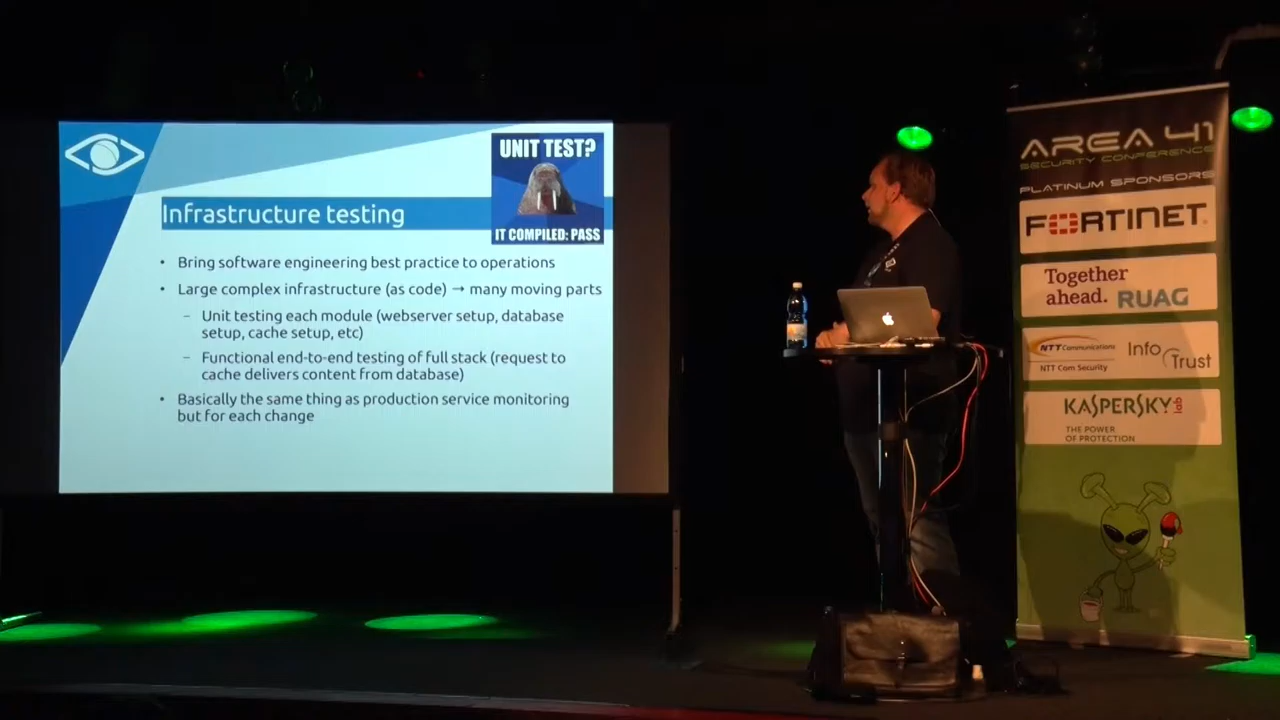 UNIT TEST?
IT COMPILED: PASS
Infrastructure testing
• Bring software engineering best practice to operations
• Large complex infrastructure (as code) → many moving parts
– Unit testing each module (webserver setup, database
setup, cache setup, etc)
– Functional end-to-end testing of full stack (request to
cache delivers content from database)
• Basically the same thing as production service monitoring
but for each change
AREA 41
SECURITY CONFERENCE
PLATINUM SPONSORS
FORTINET
Together
ahead. RUAG
NTT Communications
NTT Com Security
Info
Trust
KASPERSKY lab
THE POWER
OF PROTECTION